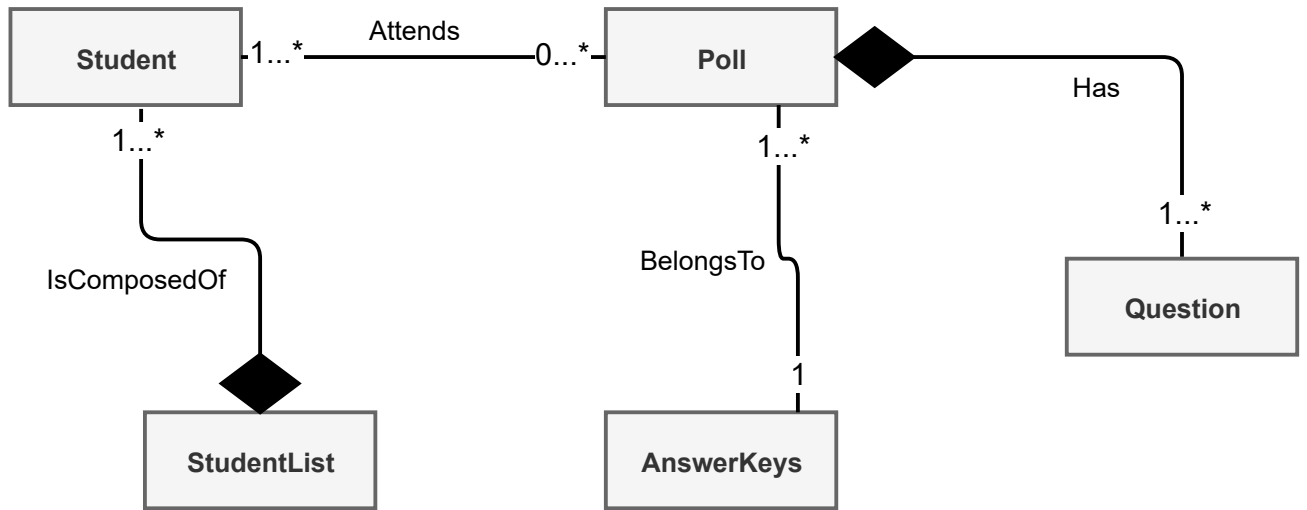 Student
1...*
Attends
0...*
Poll
Has
1...*
1...*
1...*
BelongsTo
IsComposedOf
Question
1
StudentList
AnswerKeys